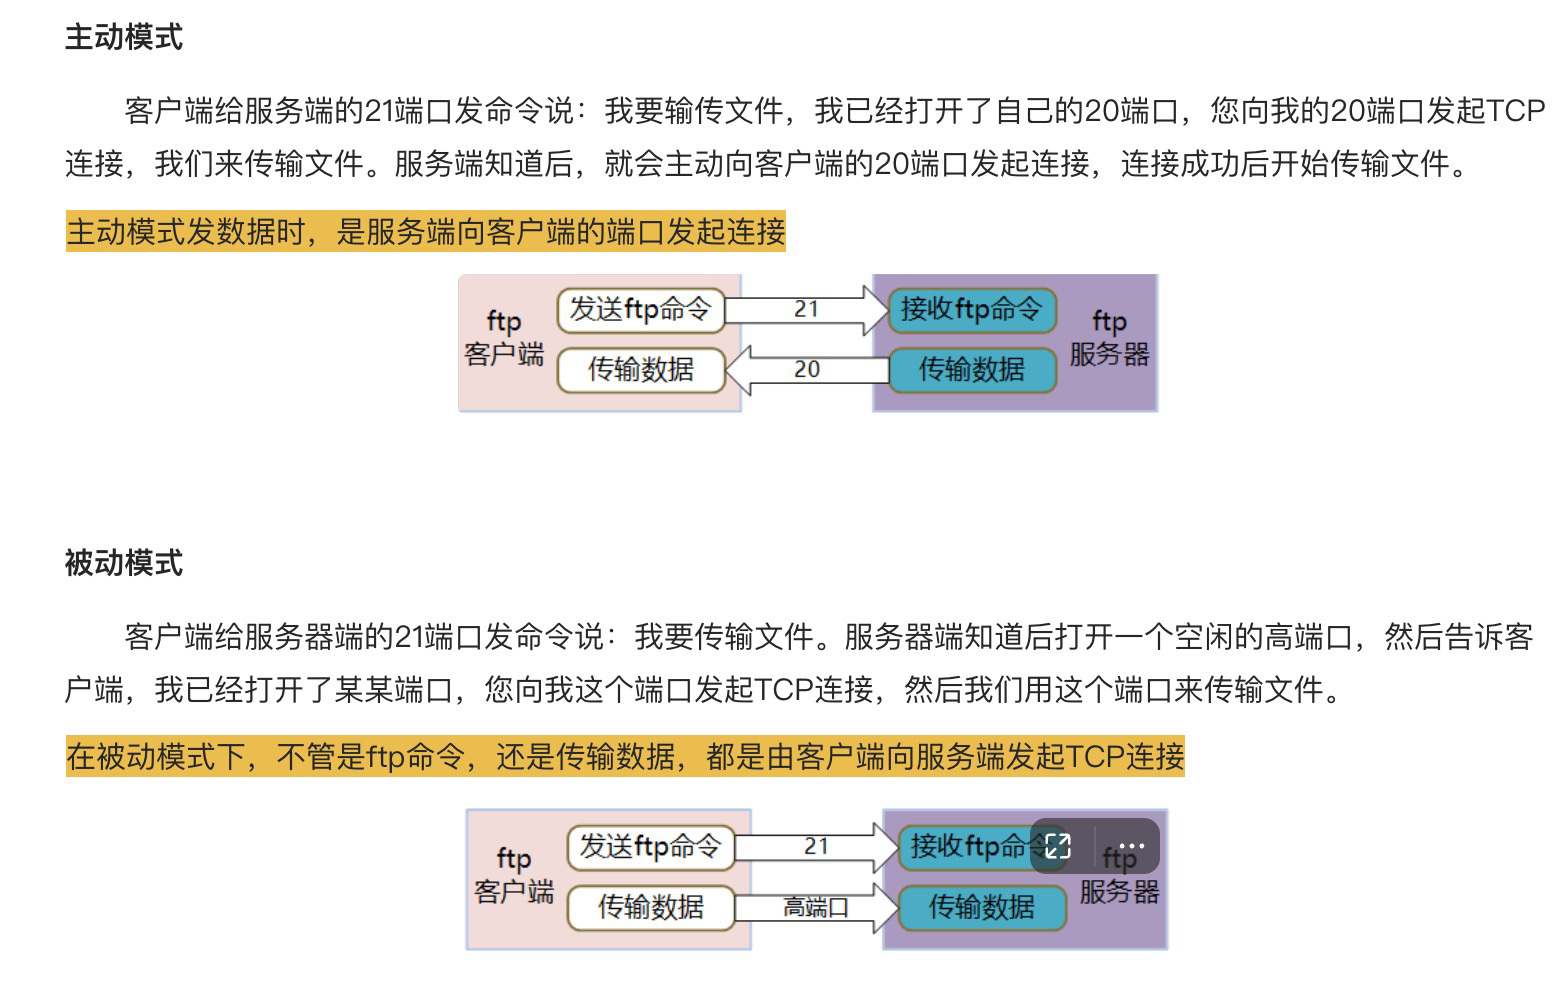 主动模式
客户端给服务端的21端口发命令说：我要输传文件，我已经打开了自己的20端口，您向我的20端口发起TCP
连接，我们来传输文件。服务端知道后，就会主动向客户端的20端口发起连接，连接成功后开始传输文件。
主动模式发数据时，是服务端向客户端的端口发起连接
ftp
客户端
发送ftp命令
21
接收ftp命令
传输数据
20
传输数据
ftp
服务器
被动模式
客户端给服务器端的21端口发命令说：我要传输文件。服务器端知道后打开一个空闲的高端口，然后告诉客
户端，我已经打开了某某端口，您向我这个端口发起TCP连接，然后我们用这个端口来传输文件。
在被动模式下，不管是ftp命令，还是传输数据，都是由客户端向服务端发起TCP连接
ftp
客户端
发送ftp命令
21
接收ftp命令
传输数据
高端口
传输数据
ftp
服务器